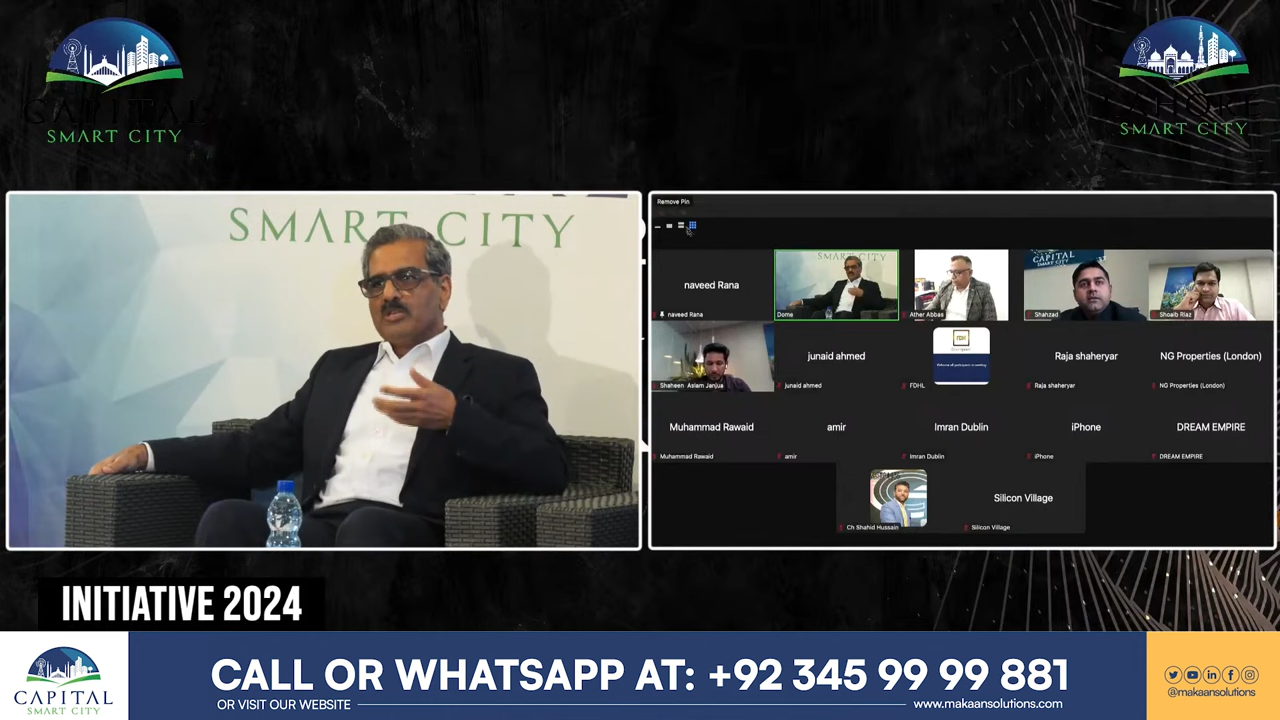 CAPITAL
SMART CITY
LAHORE
SMART CITY
SMART CITY
Remove Pin
SMART CITY
SMART CITY
naveed Rana
naveed Rana
Dome
Ather Abbas
Shahzad
Shoaib Riaz
junaid ahmed
Raja shaheryar
NG Properties (London)
Shaheen Aslam Janjua
junaid ahmed
FDHL
Raja shaheryar
NG Properties (London)
Muhammad Rawaid
amir
Imran Dublin
iPhone
DREAM EMPIRE
Muhammad Rawaid
amir
Imran Dublin
iPhone
DREAM EMPIRE
Silicon Village
Ch Shahid Hussain
Silicon Village
INITIATIVE 2024
CAPITAL
SMART CITY
CALL OR WHATSAPP AT: +92 345 99 99 881
OR VISIT OUR WEBSITE
www.makaansolutions.com
@makaansolutions